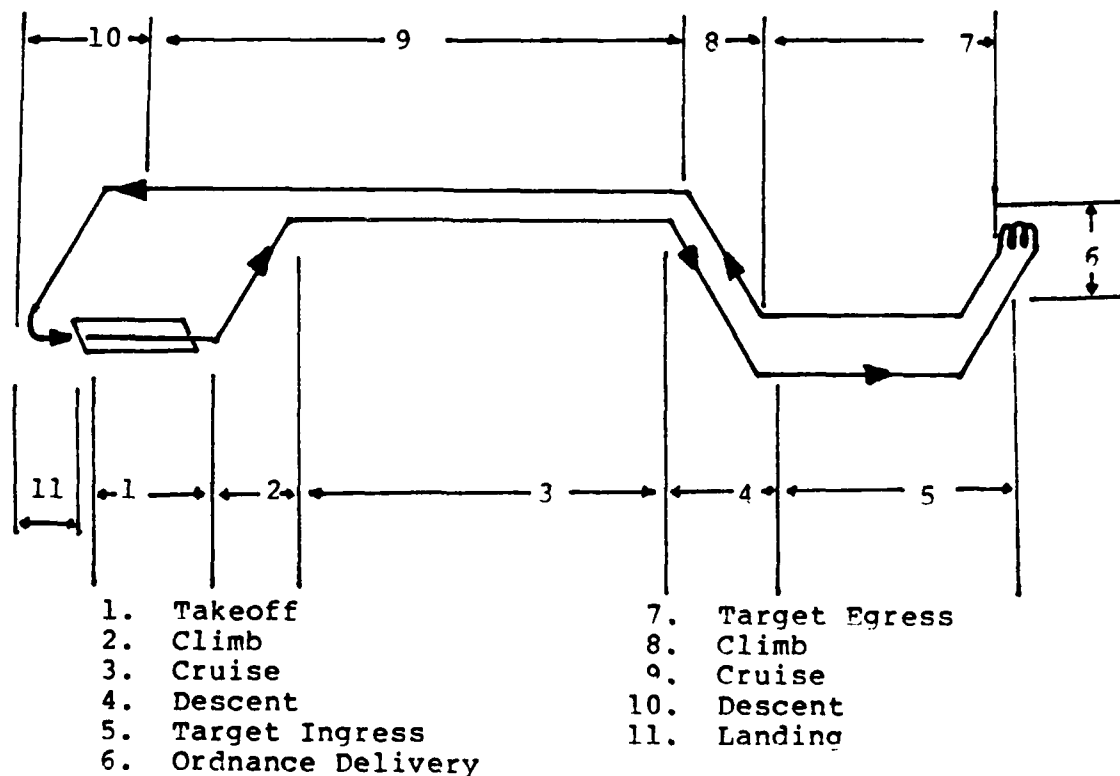 10 9 8 7
6
11 1 2 3 4 5
1. Takeoff
2. Climb
3. Cruise
4. Descent
5. Target Ingress
6. Ordnance Delivery
7. Target Egress
8. Climb
9. Cruise
10. Descent
11. Landing